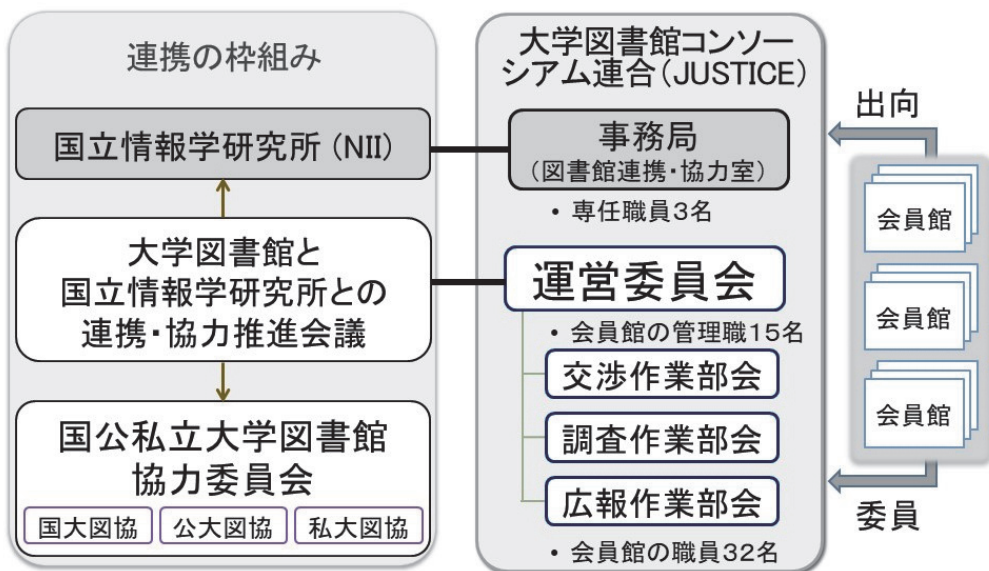 連携の枠組み
国立情報学研究所 (NII)
大学図書館と
国立情報学研究所との
連携・協力推進会議
国公私立大学図書館
協力委員会
国大図協
公大図協
私大図協
大学図書館コンソー
シアム連合(JUSTICE)
事務局
(図書館連携・協力室)
• 専任職員3名
運営委員会
• 会員館の管理職15名
交渉作業部会
調査作業部会
広報作業部会
• 会員館の職員32名
出向
会員館
会員館
会員館
委員